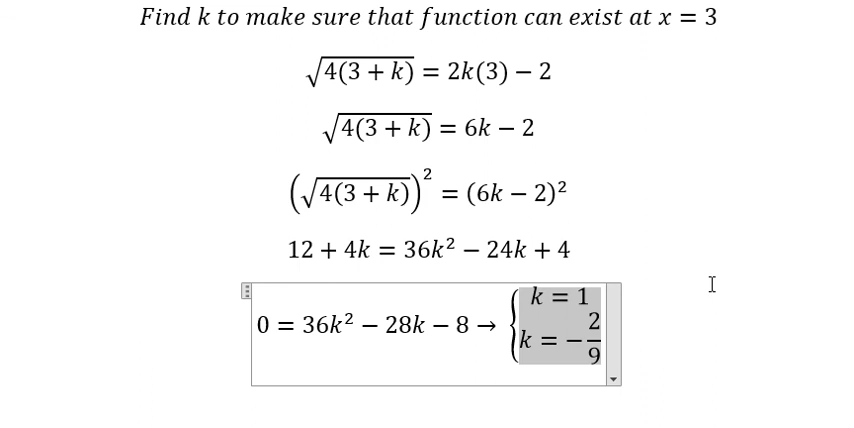 Find k to make sure that function can exist at x = 3
√(4(3 + k)) = 2k(3) − 2
√(4(3 + k)) = 6k − 2
(√(4(3 + k)))² = (6k − 2)²
12 + 4k = 36k² − 24k + 4
0 = 36k² − 28k − 8 → { k = 1
k = −2/9